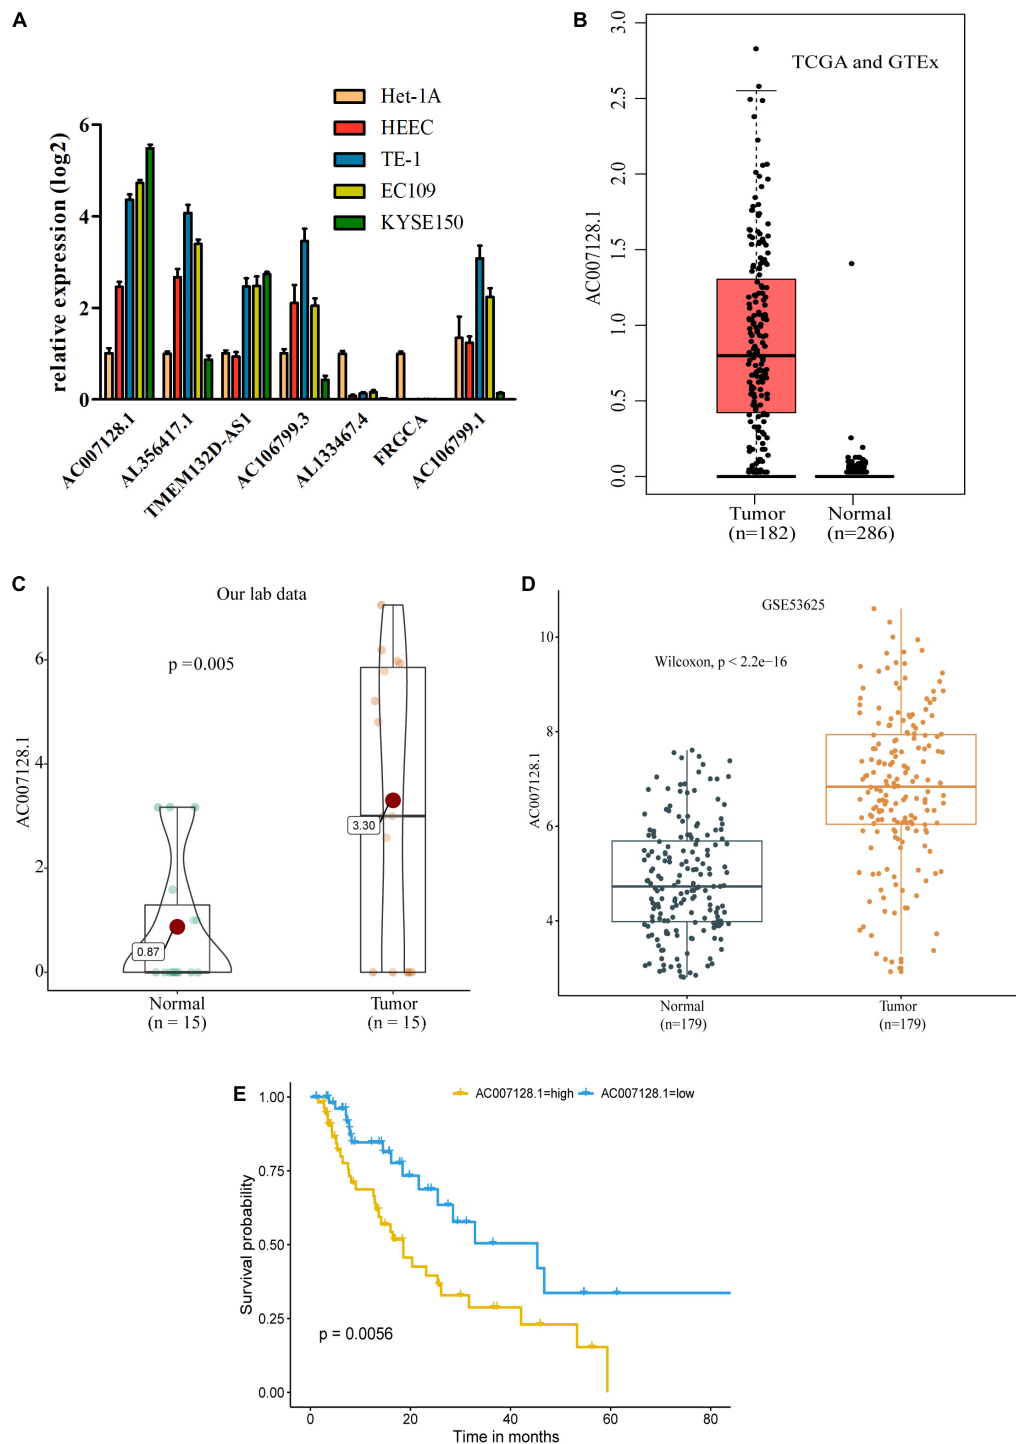 A
Het-1A
HEEC
TE-1
EC109
KYSE150
relative expression (log2)
6
4
2
0
AC007128.1
AL356417.1
TMEM132D-AS1
AC106799.3
AL133467.4
FRGCA
AC106799.1
B
TCGA and GTEx
AC007128.1
3.0
2.5
2.0
1.5
1.0
0.5
0.0
Tumor
(n=182)
Normal
(n=286)
C
Our lab data
p =0.005
AC007128.1
6
4
2
0
3.30
0.87
Normal
(n = 15)
Tumor
(n = 15)
D
GSE53625
Wilcoxon, p < 2.2e−16
AC007128.1
10
8
6
4
Normal
(n=179)
Tumor
(n=179)
E
AC007128.1=high
AC007128.1=low
Survival probability
1.00
0.75
0.50
0.25
0.00
p = 0.0056
0
20
40
60
80
Time in months